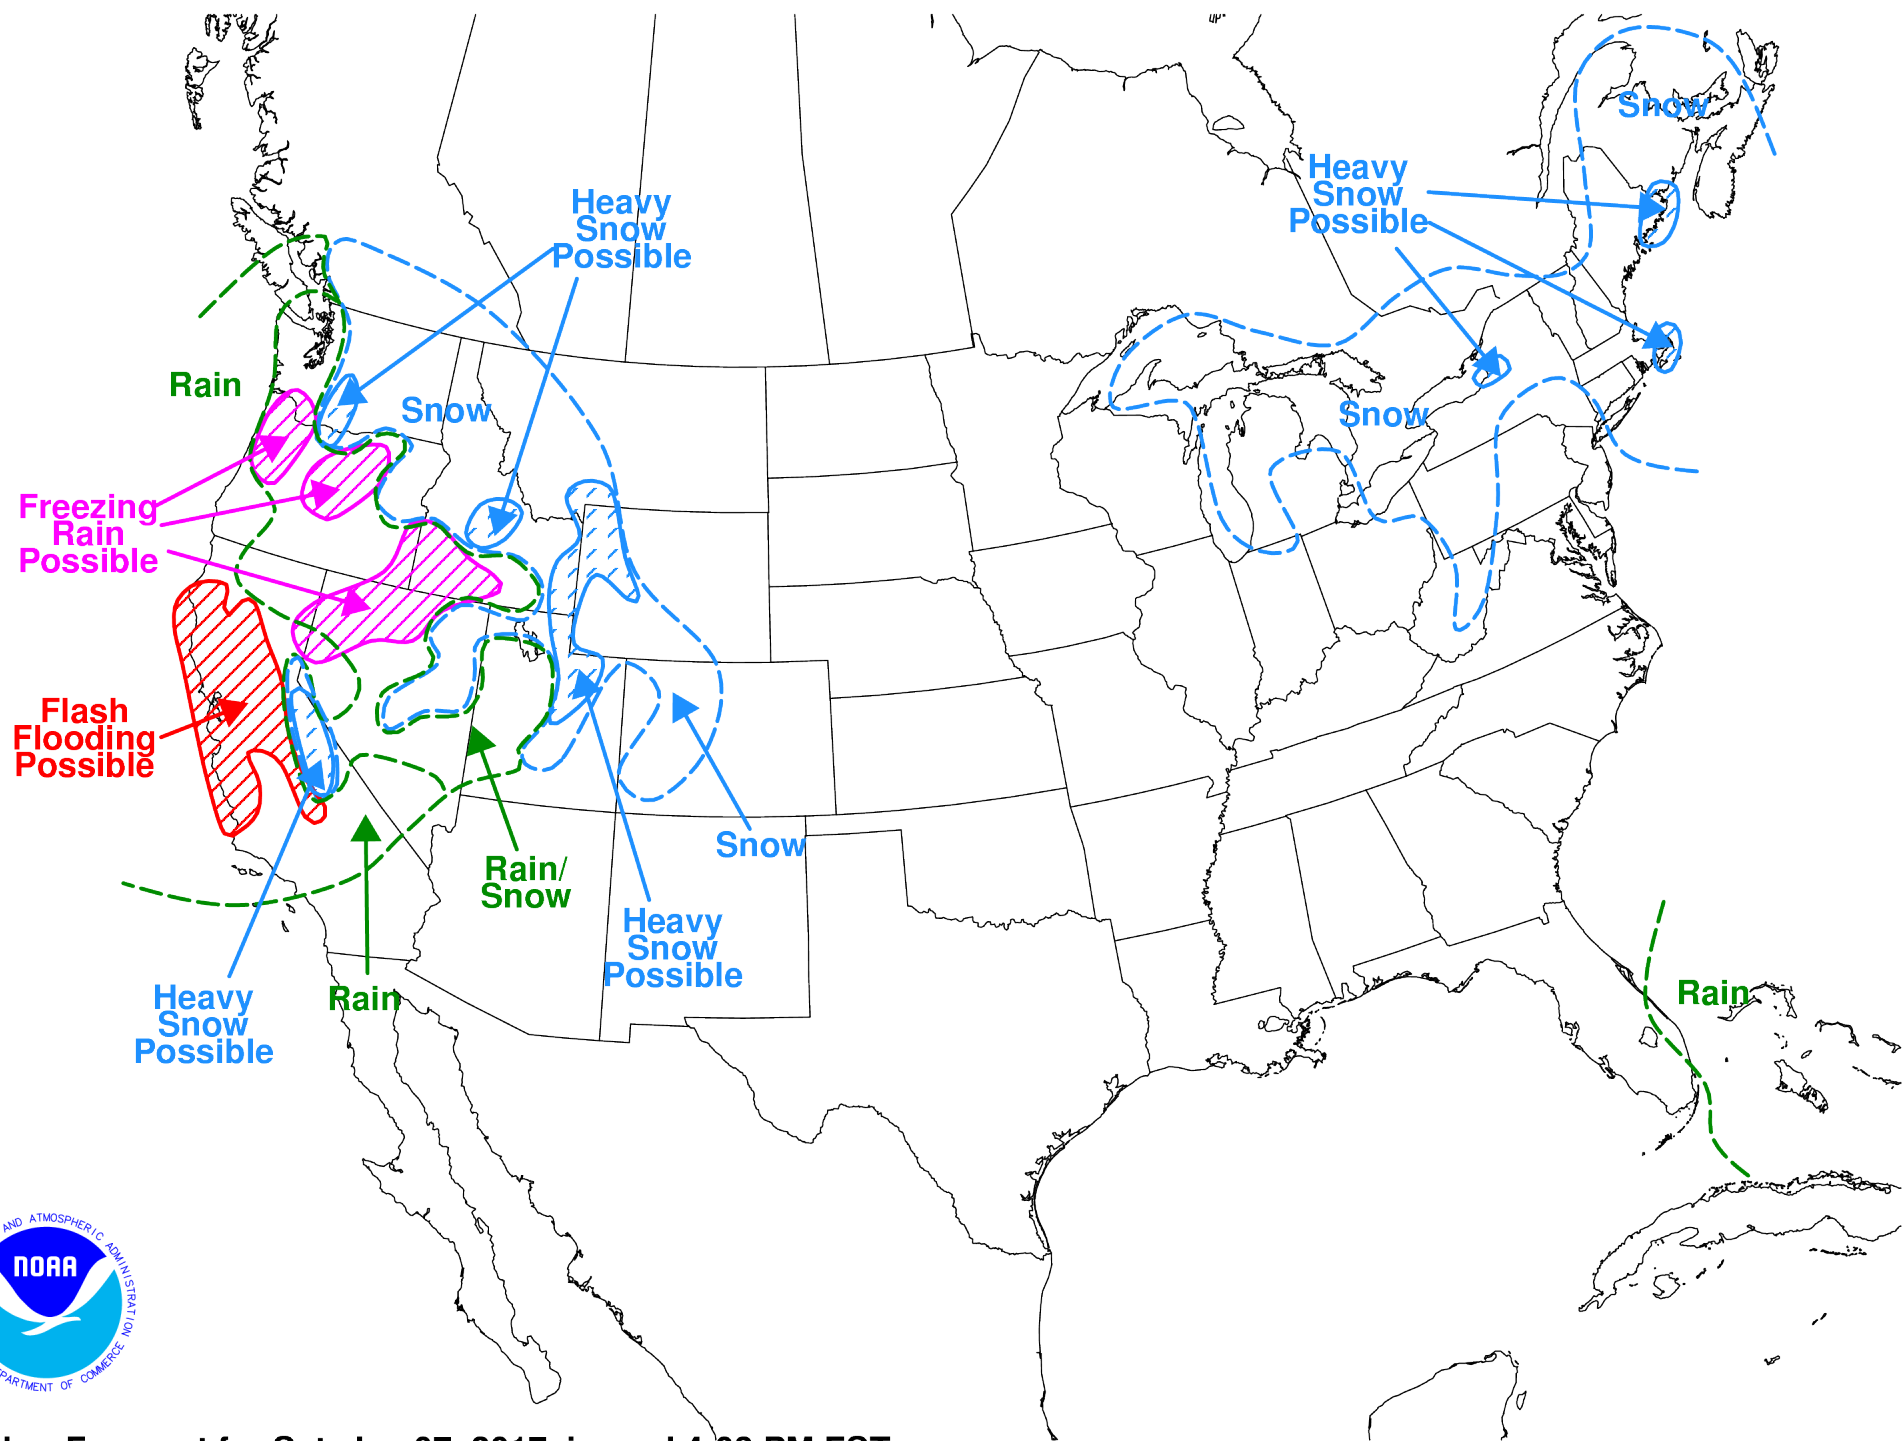 Snow
Heavy
Snow
Possible
Heavy
Snow
Possible
Rain
Snow
Snow
Freezing
Rain
Possible
Flash
Flooding
Possible
Snow
Rain/
Snow
Heavy
Snow
Possible
Heavy
Snow
Possible
Rain
Rain
AND ATMOSPHERIC ADMINISTRATION
NOAA
OF COMMERCE